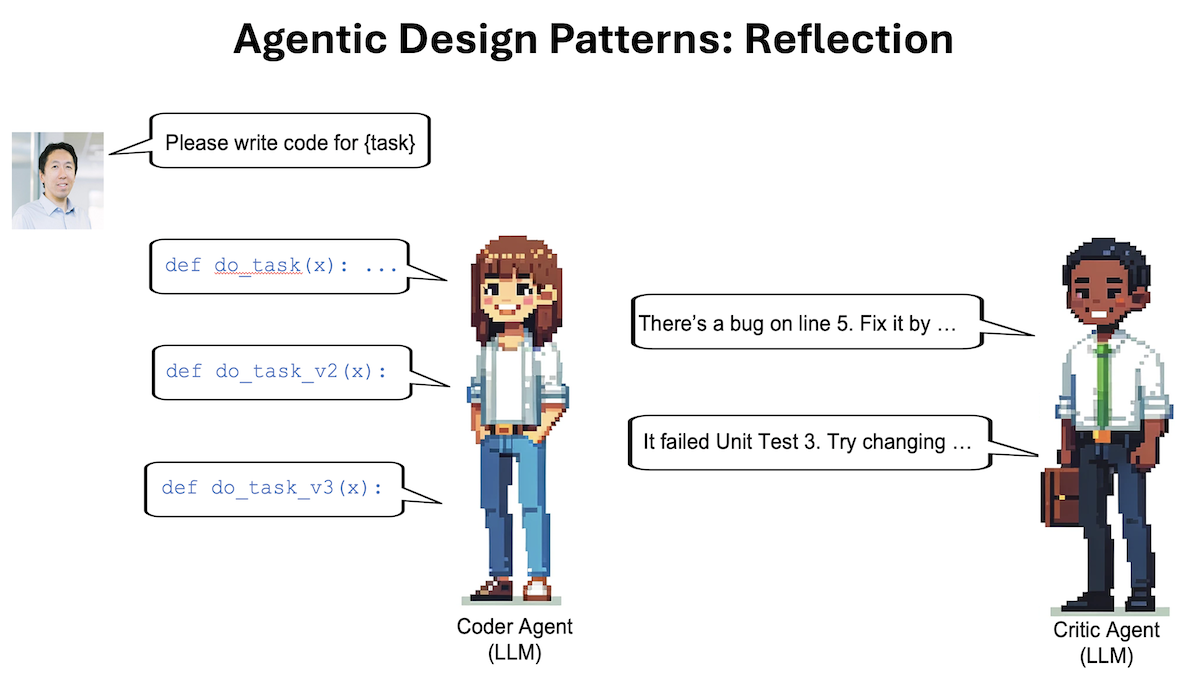 Agentic Design Patterns: Reflection
Please write code for {task}
def do_task(x): ...
There's a bug on line 5. Fix it by …
def do_task_v2(x):
It failed Unit Test 3. Try changing …
def do_task_v3(x):
Coder Agent
(LLM)
Critic Agent
(LLM)